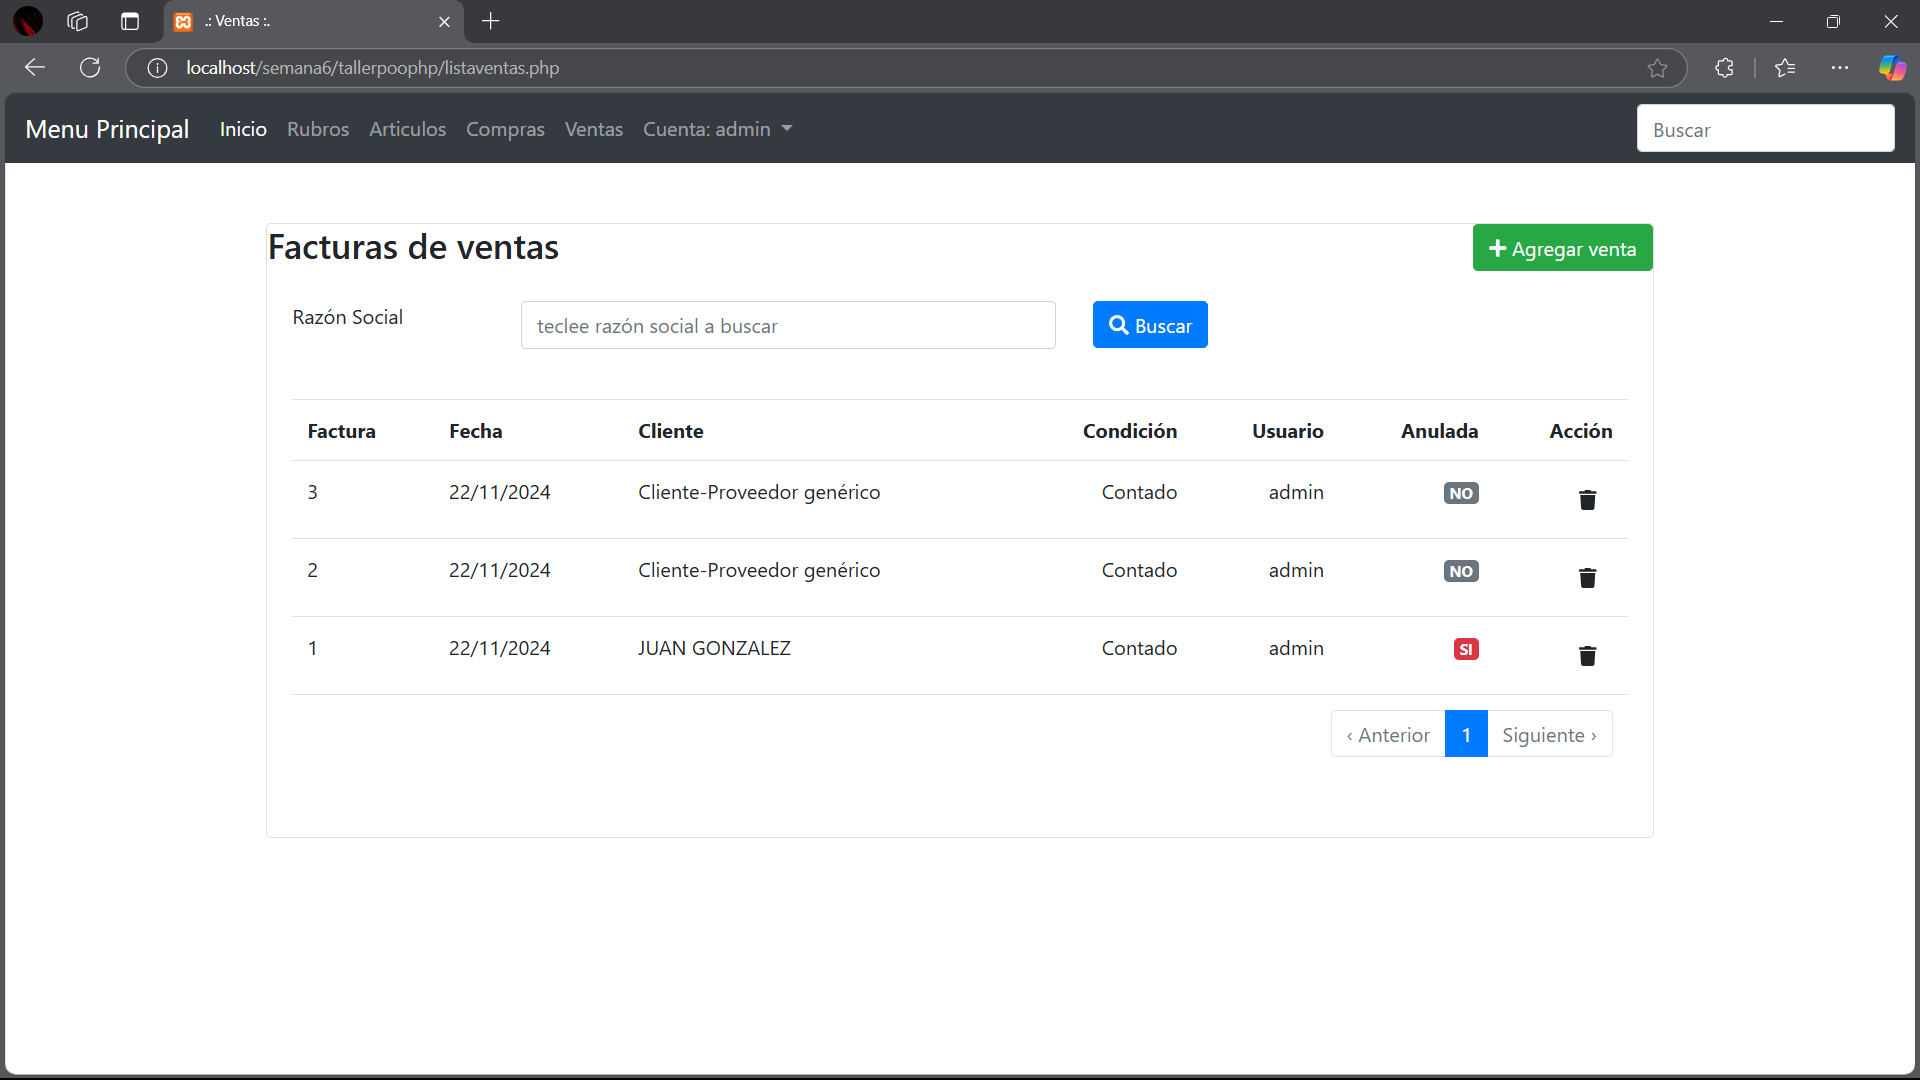 .: Ventas :.
localhost/semana6/tallerpoophp/listaventas.php
Menu Principal Inicio Rubros Articulos Compras Ventas Cuenta: admin Buscar
Facturas de ventas Agregar venta
Razón Social teclee razón social a buscar Buscar
Factura Fecha Cliente Condición Usuario Anulada Acción
3 22/11/2024 Cliente-Proveedor genérico Contado admin NO
2 22/11/2024 Cliente-Proveedor genérico Contado admin NO
1 22/11/2024 JUAN GONZALEZ Contado admin SI
‹ Anterior 1 Siguiente ›